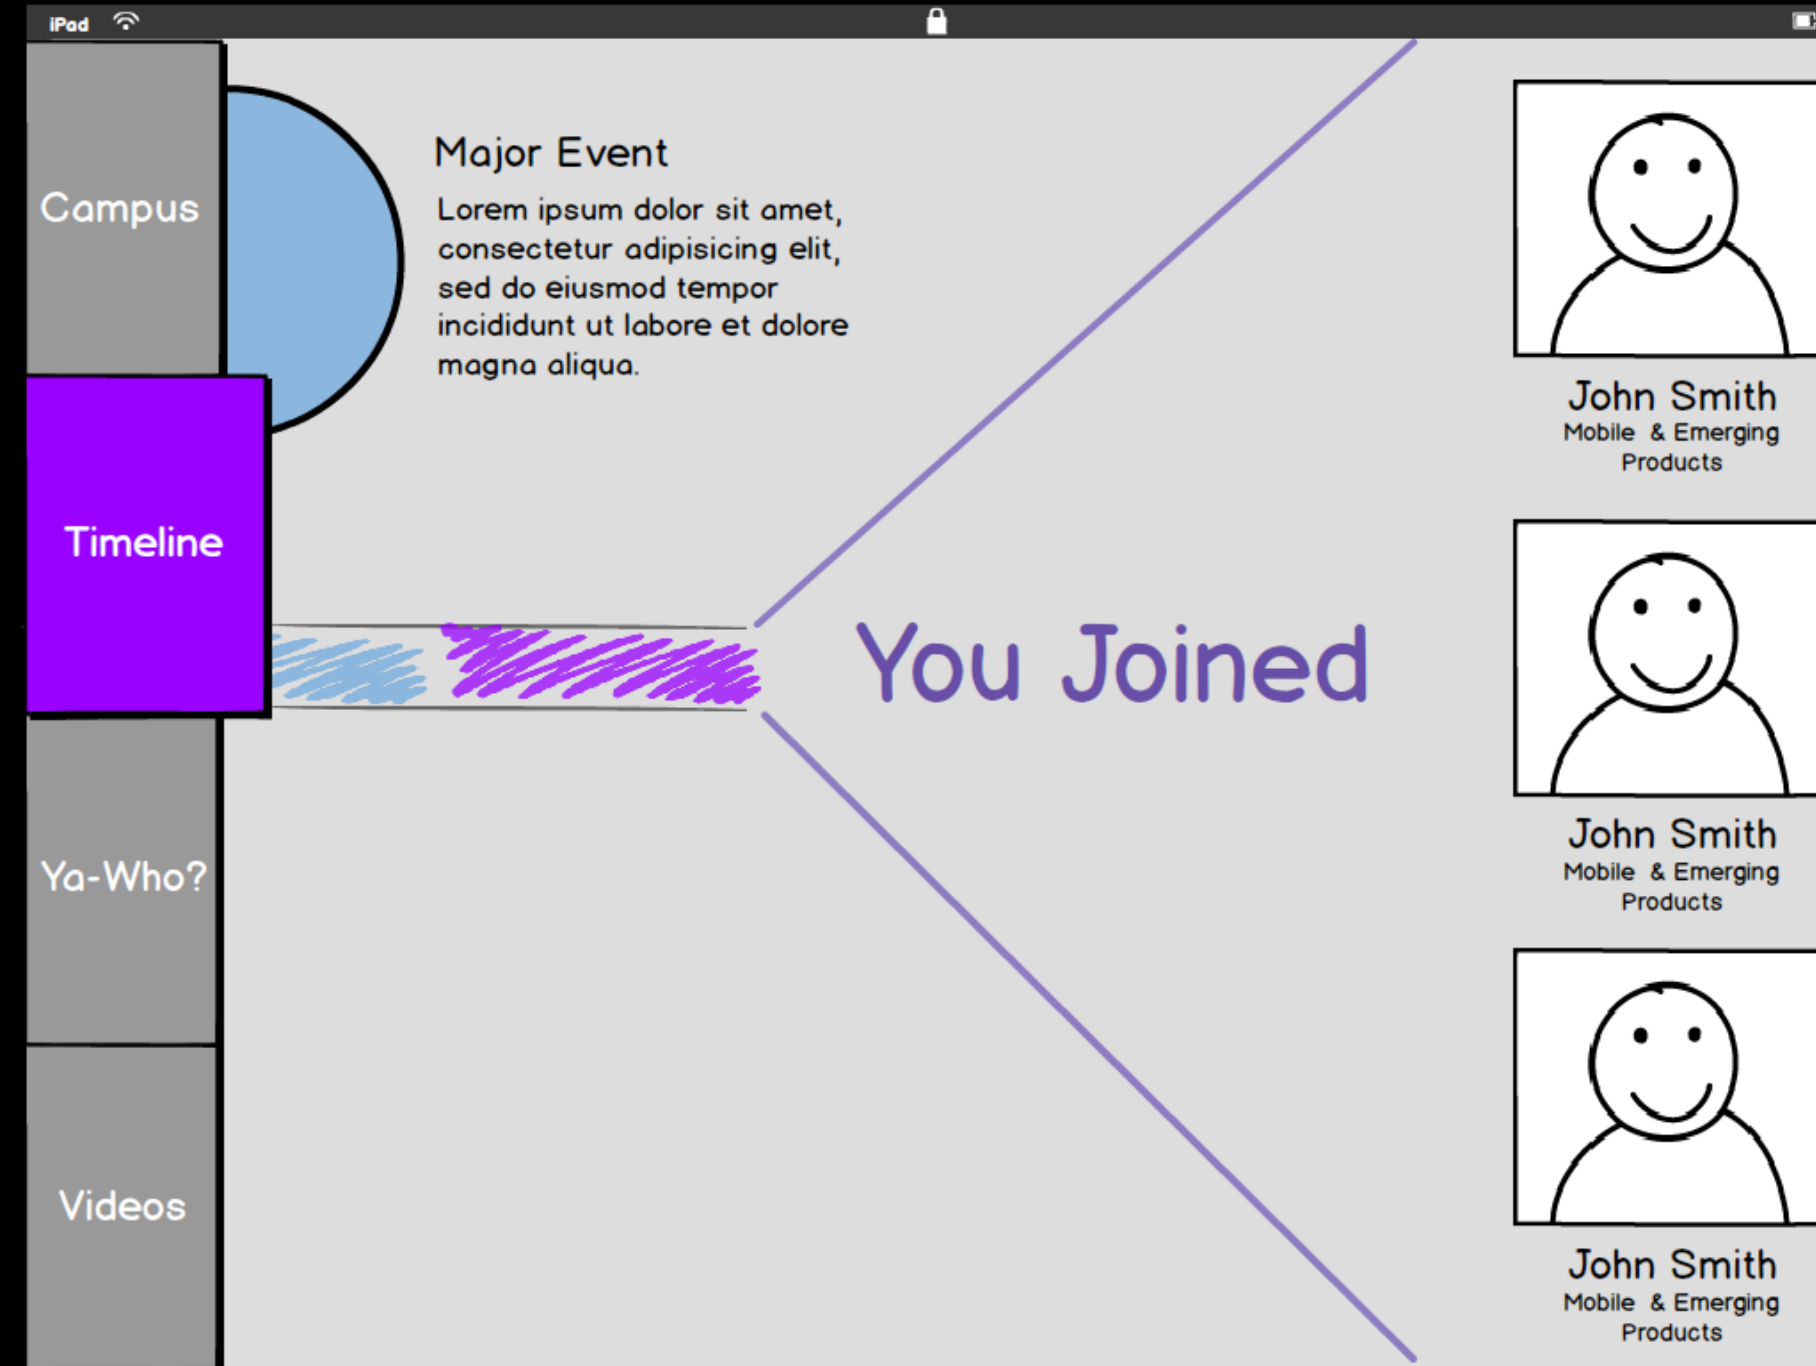 iPad
Campus
Timeline
Ya-Who?
Videos
Major Event
Lorem ipsum dolor sit amet,
consectetur adipisicing elit,
sed do eiusmod tempor
incididunt ut labore et dolore
magna aliqua.
You Joined
John Smith
Mobile & Emerging
Products
John Smith
Mobile & Emerging
Products
John Smith
Mobile & Emerging
Products